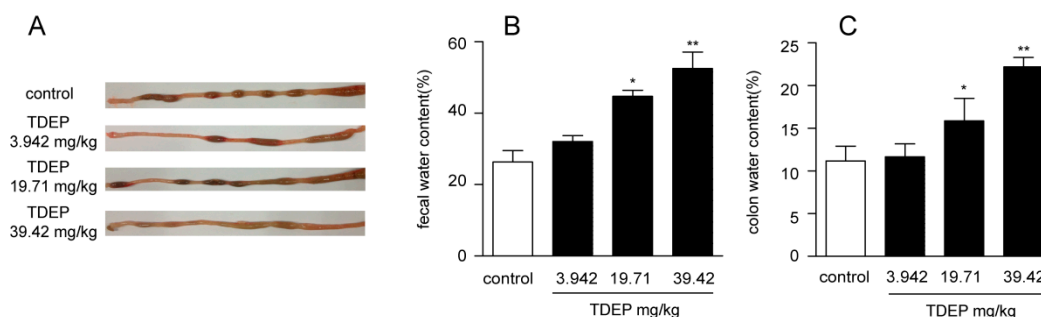 A
control
TDEP
3.942 mg/kg
TDEP
19.71 mg/kg
TDEP
39.42 mg/kg
B
fecal water content(%)
60
40
20
0
*
**
control 3.942 19.71 39.42
TDEP mg/kg
C
colon water content(%)
25
20
15
10
5
0
*
**
control 3.942 19.71 39.42
TDEP mg/kg